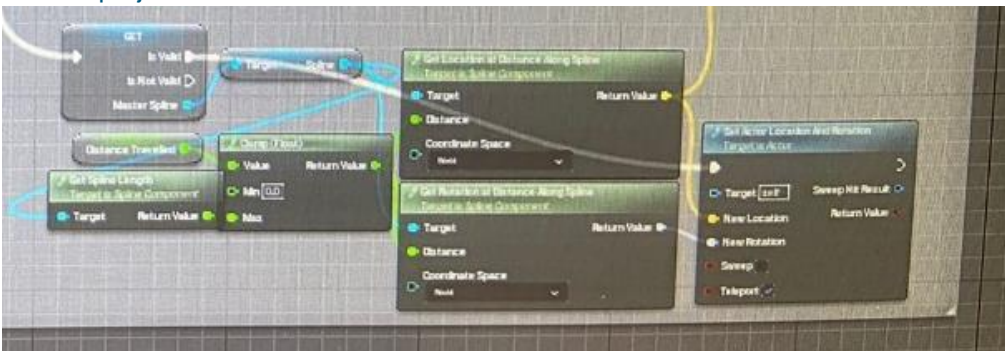 GET
Is Valid
Is Not Valid
Master Spline
Target Spline
Distance Travelled
Get Spline Length
Target is Spline Component
Target Return Value
Clamp (Float)
Value Return Value
Min 0.0
Max
Get Location at Distance Along Spline
Target is Spline Component
Target Return Value
Distance
Coordinate Space
World
Get Rotation at Distance Along Spline
Target is Spline Component
Target Return Value
Distance
Coordinate Space
World
Set Actor Location And Rotation
Target is Actor
Target self Sweep Hit Result
New Location Return Value
New Rotation
Sweep
Teleport